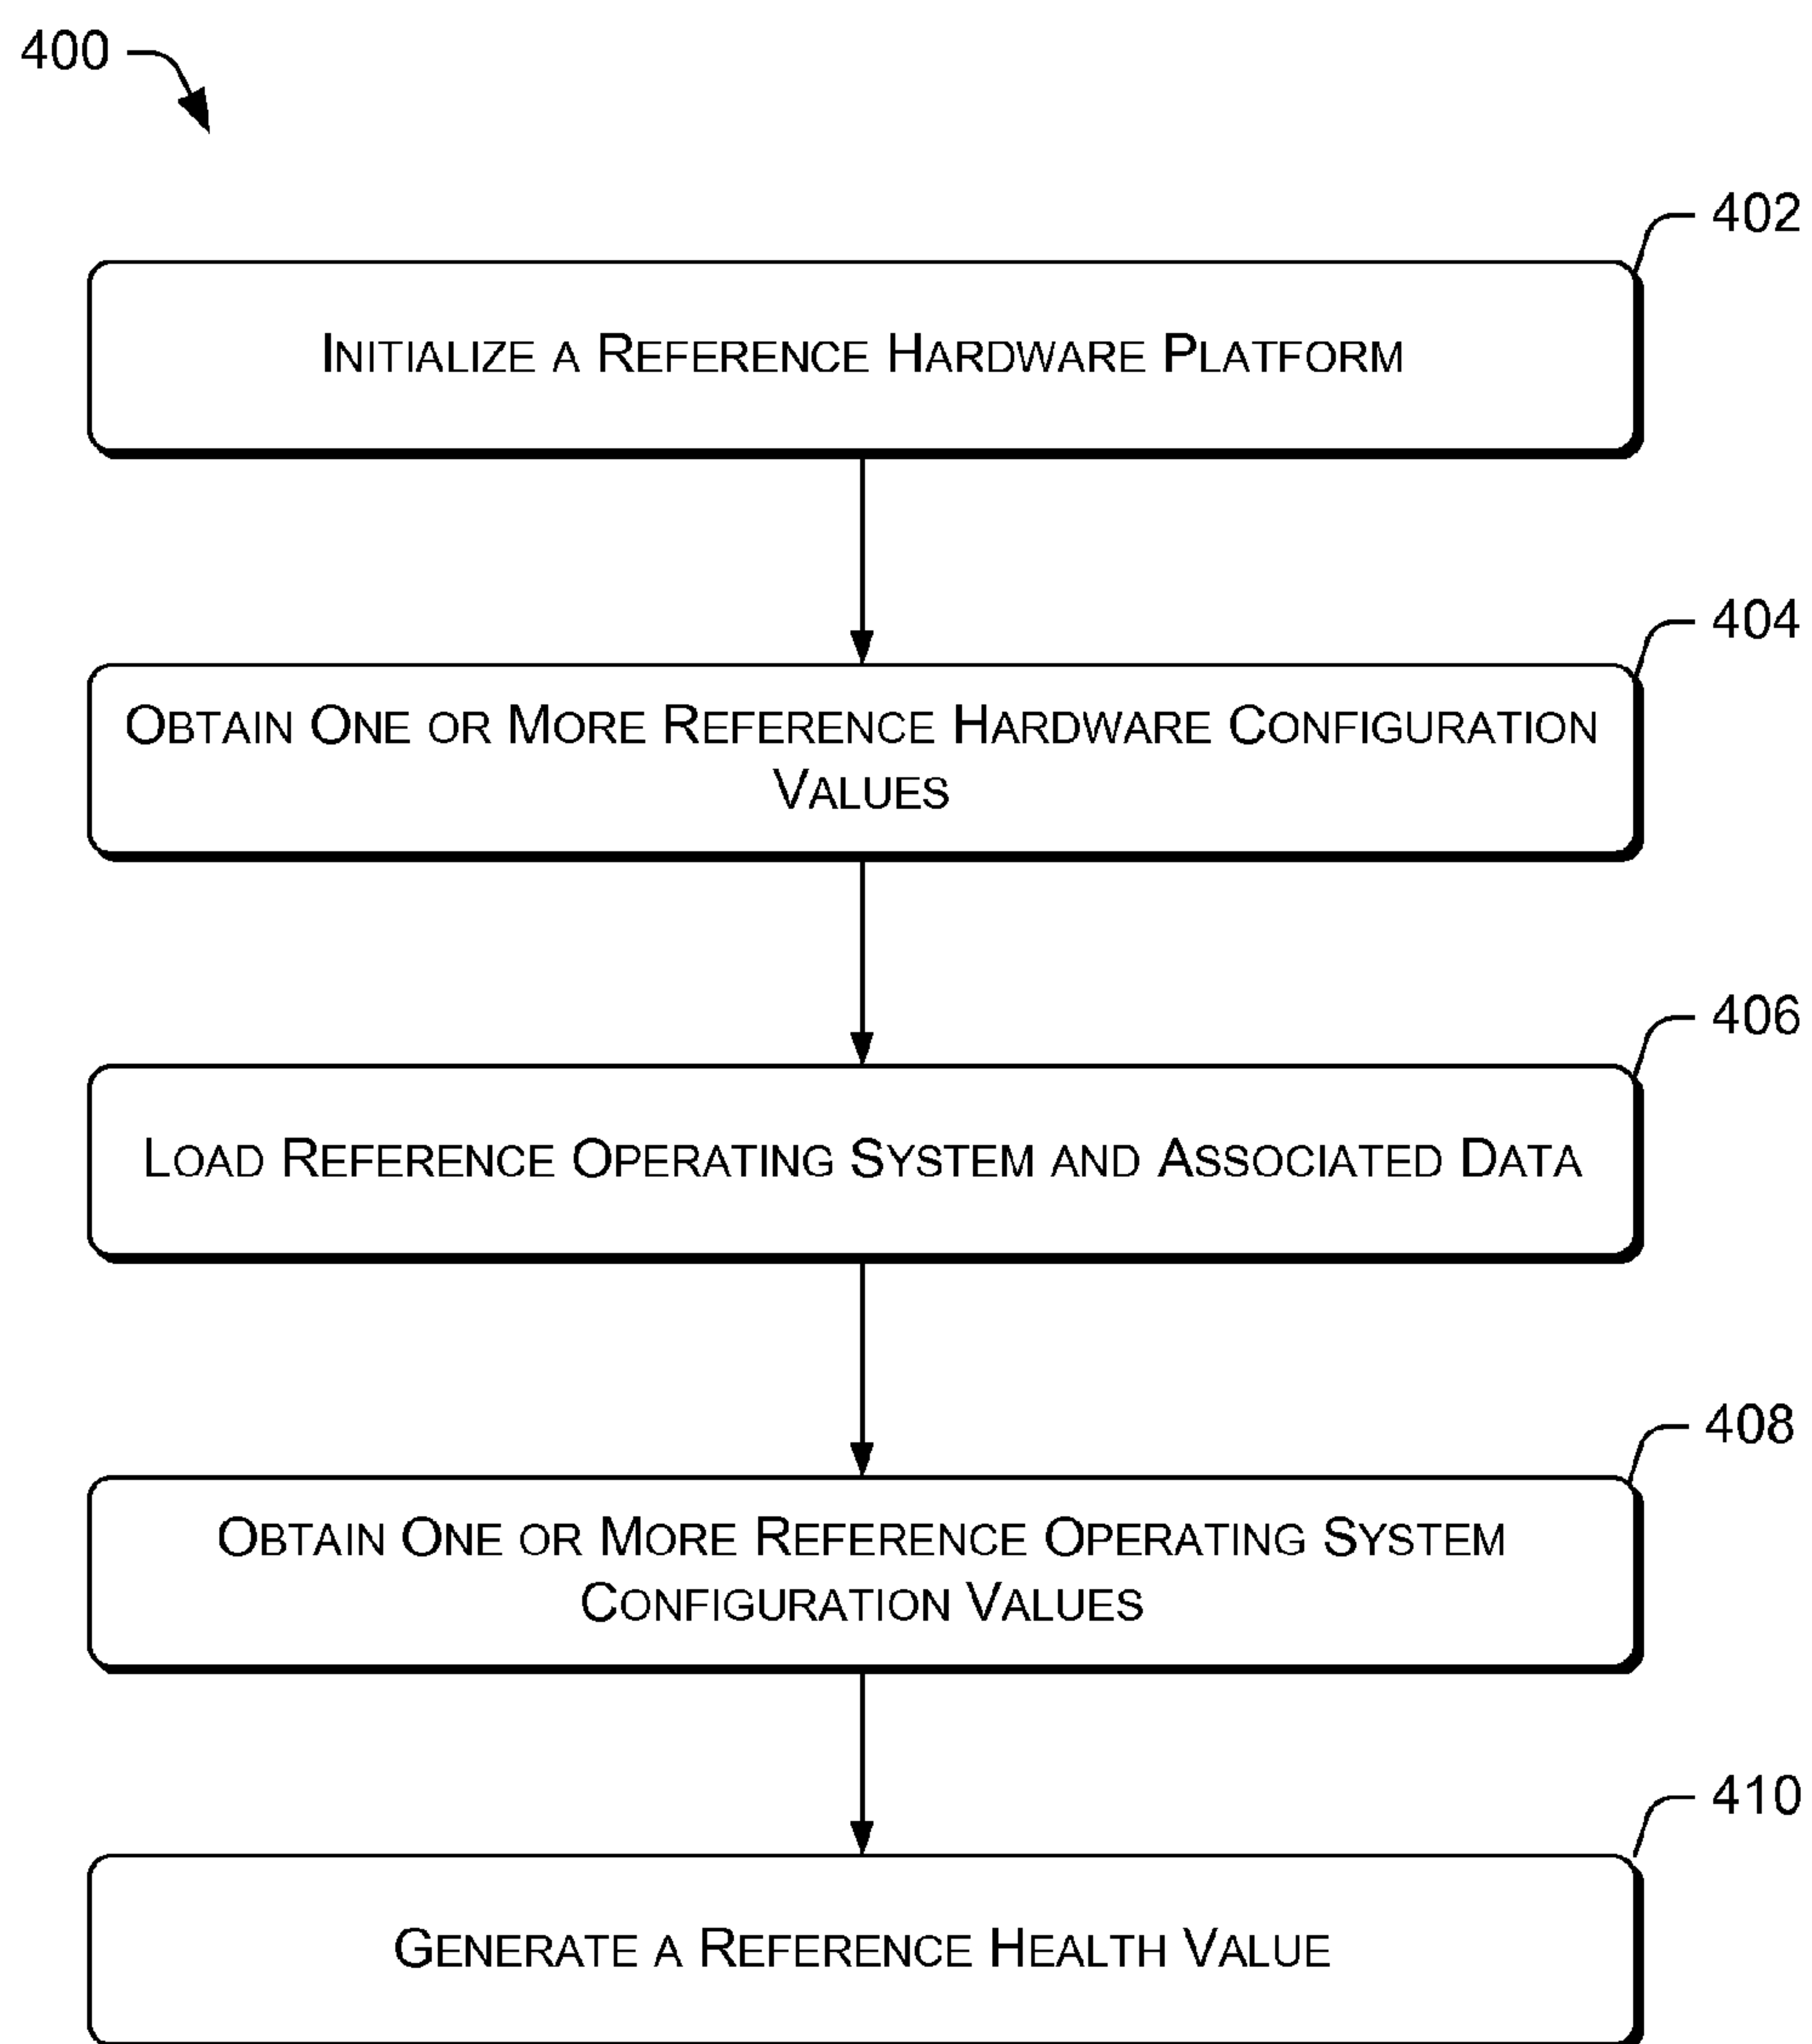 400
402
INITIALIZE A REFERENCE HARDWARE PLATFORM
404
OBTAIN ONE OR MORE REFERENCE HARDWARE CONFIGURATION
VALUES
406
LOAD REFERENCE OPERATING SYSTEM AND ASSOCIATED DATA
408
OBTAIN ONE OR MORE REFERENCE OPERATING SYSTEM
CONFIGURATION VALUES
410
GENERATE A REFERENCE HEALTH VALUE